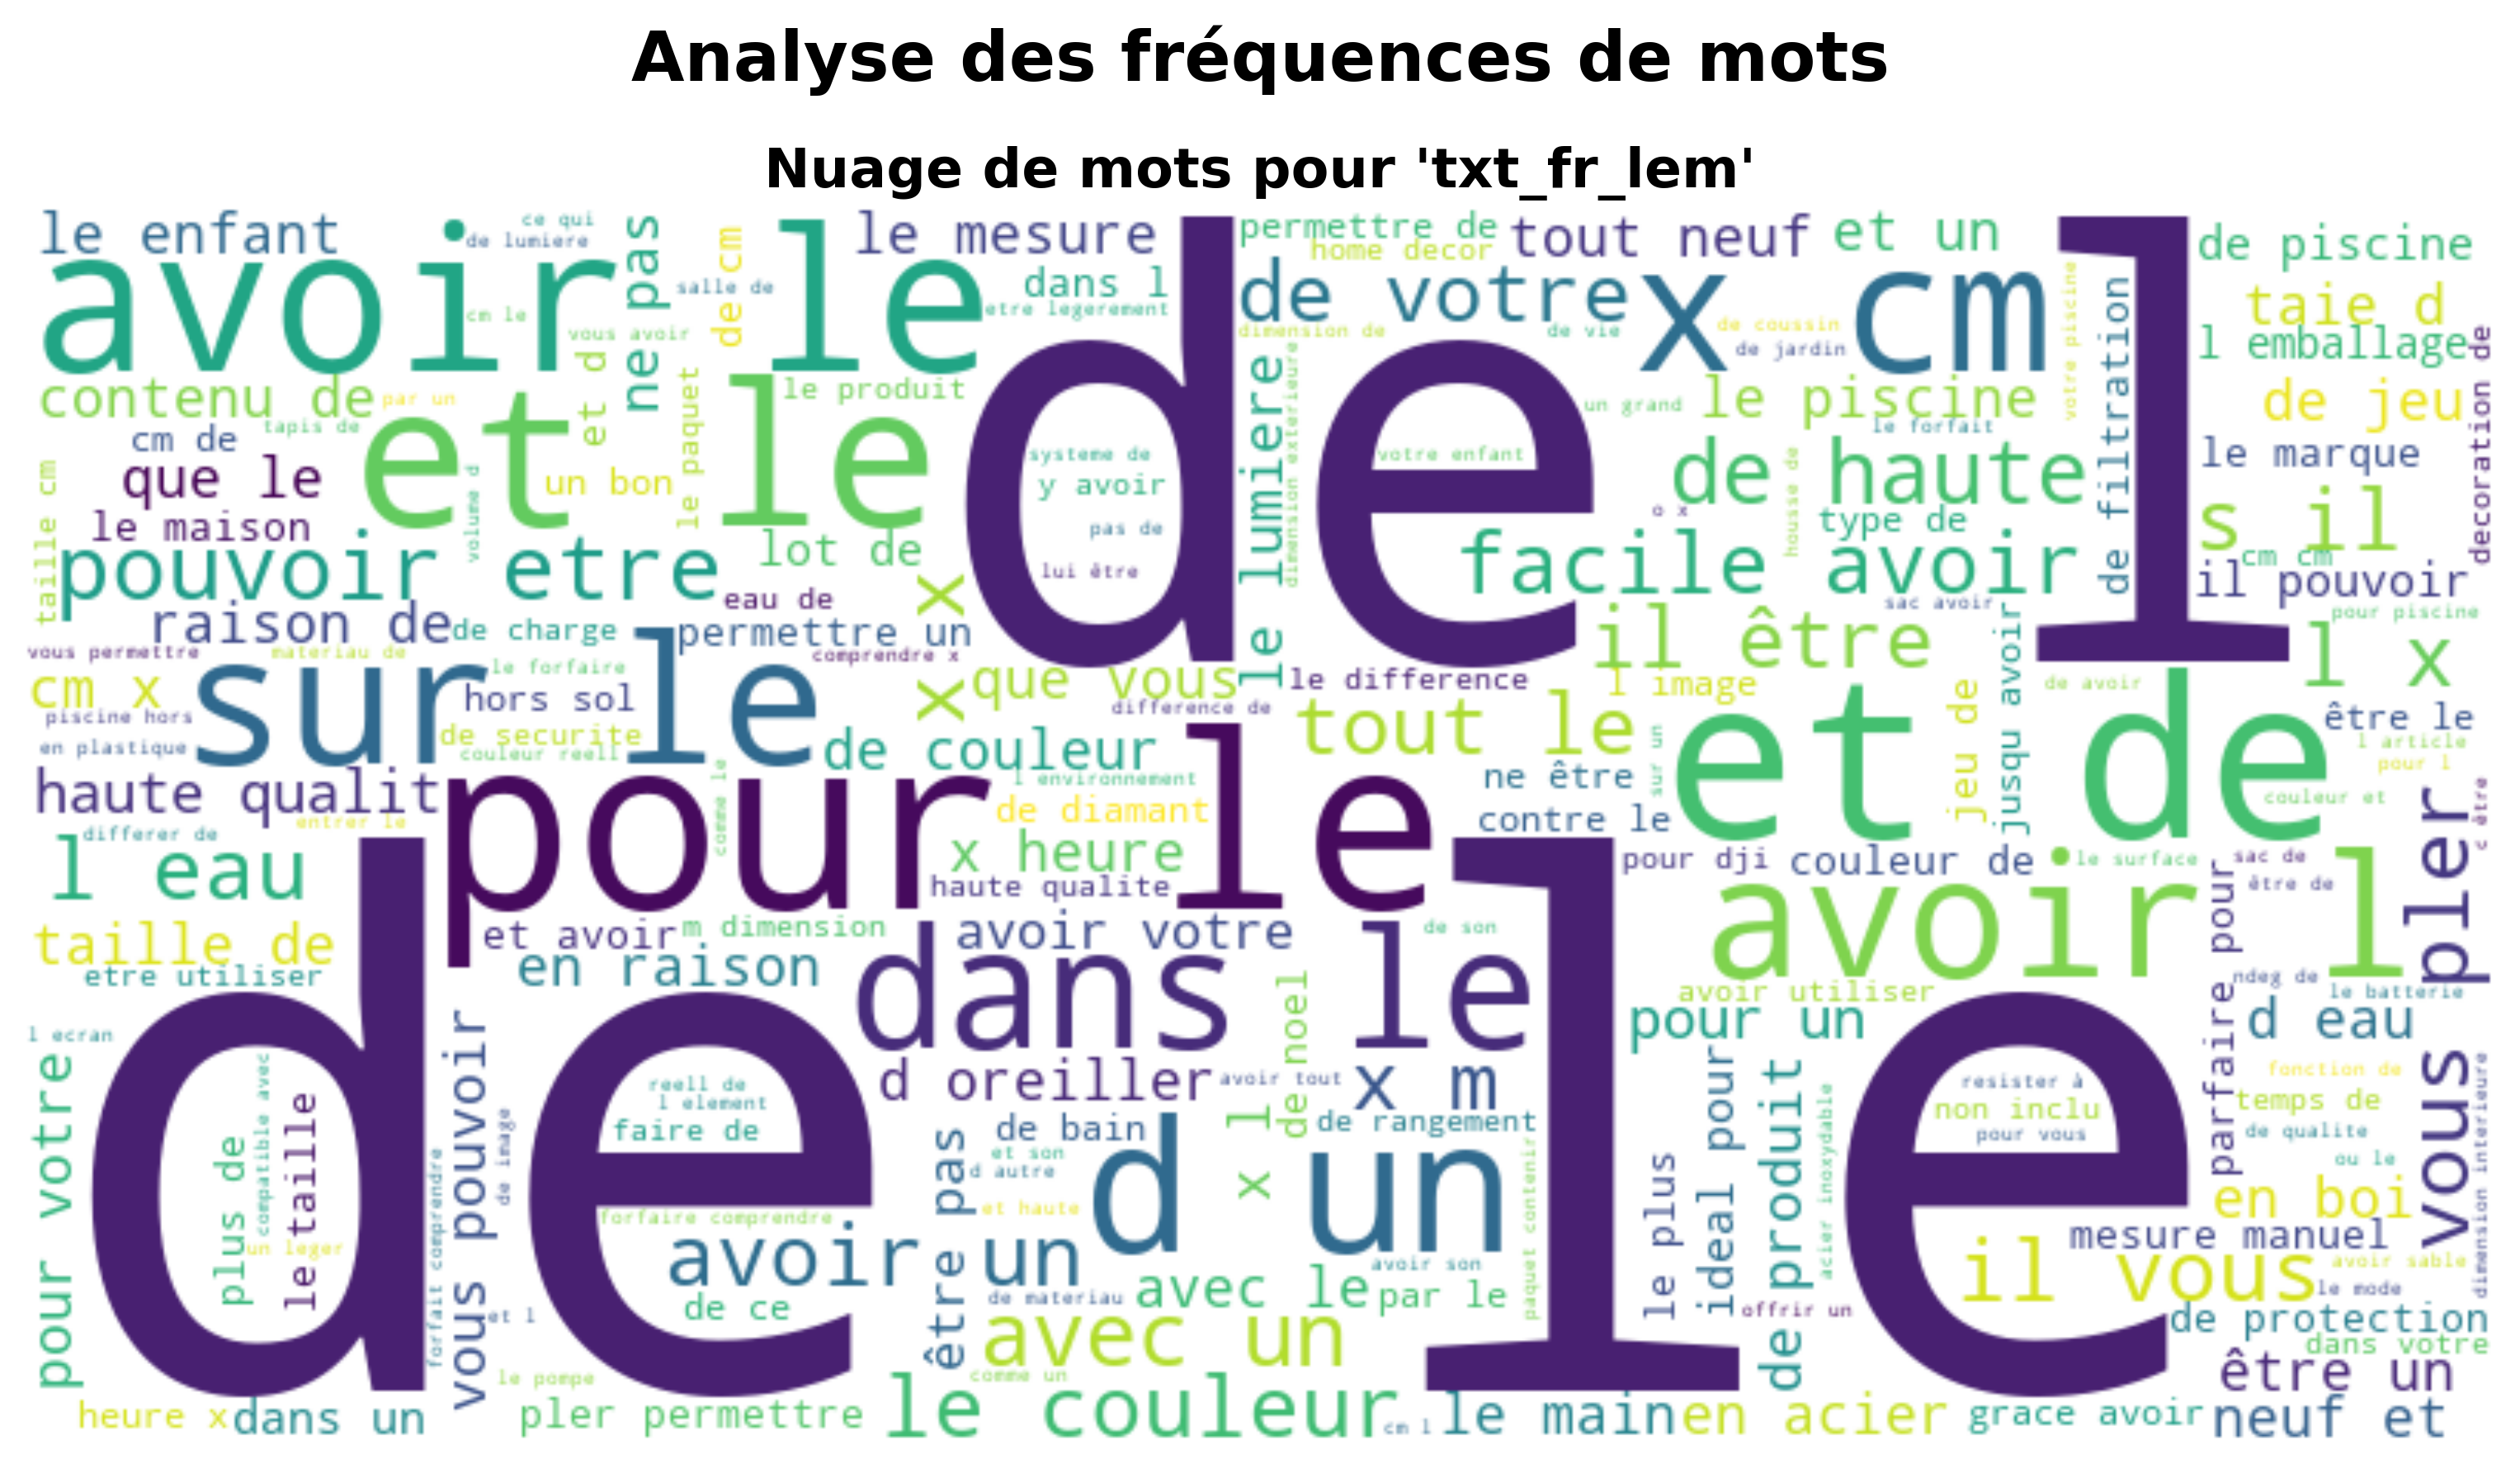 Analyse des fréquences de mots
Nuage de mots pour 'txt_fr_lem'
le enfant
ce qui
de lumiere
ne pas
de cm
le mesure
permettre de
home decor
tout neuf
et un
de piscine
avoir le
salle de
dans l
etre legerement
de l
de votre
x cm
votre piscine
taie d
cm le
vous avoir
dimension de
de vie
de coussin
de jardin
de filtration
l emballage
decoration de
contenu de
par un
et d
le paquet
le produit
le lumiere
dimension exterieure
un grand
le piscine
le forfait
de jeu
tapis de
cm de
et le
le marque
taille cm
que le
volume d
un bon
systeme de
votre enfant
y avoir
de haute
housse de
s il
le maison
pas de
o x
type de
pouvoir etre
lot de
lui être
facile avoir
cm cm
il pouvoir
raison de
de charge
eau de
permettre un
x x
il être
sac avoir
jusqu avoir
pour piscine
vous permettre
materiau de
le forfaire
comprendre x
l x
cm x
sur le
hors sol
que vous
le difference
l image
jeu de
de avoir
piscine hors
difference de
être le
en plastique
de securite
couleur reell
de couleur
tout le
sur un
et de
l article
pour l
haute qualit
comme le
l environnement
ne être
couleur et
c être
entrer le
pour le
de diamant
contre le
differer de
vous pler
l eau
x heure
pour dji
couleur de
le surface
sac de
haute qualite
être de
taille de
et avoir
m dimension
avoir votre
de son
avoir l
parfaire pour
etre utiliser
en raison
dans le
de noel
avoir utiliser
ndeg de
le batterie
l ecran
de le
pour un
d eau
pour votre
vous pouvoir
d oreiller
avoir tout
x m
ideal pour
de produit
fonction de
compatible avec
le taille
de image
reell de
l element
x l
de rangement
acier inoxydable
resister à
non inclu
temps de
dimension interieure
plus de
faire de
être pas
de bain
pour vous
de qualite
et son
d autre
paquet contenir
le plus
ou le
forfait comprendre
forfaire comprendre
et haute
d un
en boi
un leger
avoir un
mesure manuel
avoir son
il vous
avoir sable
de ce
de materiau
avec le
par le
le mode
et l
offrir un
de protection
avec un
dans votre
le pompe
comme un
être un
heure x
dans un
pler permettre
le couleur
cm l
le main
en acier
grace avoir
neuf et